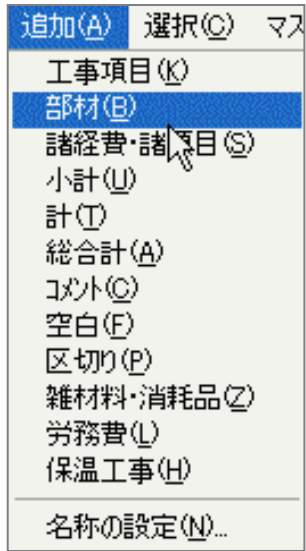 追加(A) 選択(C) マス
工事項目(K)
部材(B)
諸経費・諸項目(S)
小計(U)
計(T)
総合計(A)
コメント(C)
空白(F)
区切り(P)
雑材料・消耗品(Z)
労務費(L)
保温工事(H)
名称の設定(N)...